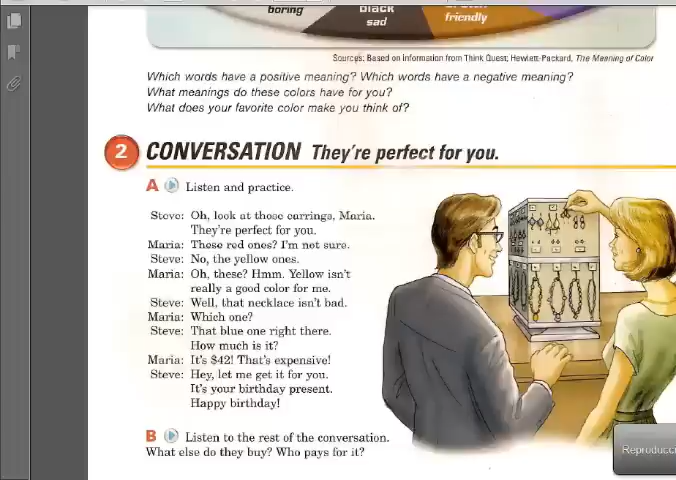 boring
black
sad
friendly
Sources: Based on information from Think Quest; Hewlett-Packard, The Meaning of Color
Which words have a positive meaning? Which words have a negative meaning?
What meanings do these colors have for you?
What does your favorite color make you think of?
2 CONVERSATION They're perfect for you.
A Listen and practice.
Steve: Oh, look at those earrings, Maria.
They're perfect for you.
Maria: These red ones? I'm not sure.
Steve: No, the yellow ones.
Maria: Oh, these? Hmm. Yellow isn't
really a good color for me.
Steve: Well, that necklace isn't bad.
Maria: Which one?
Steve: That blue one right there.
How much is it?
Maria: It's $42! That's expensive!
Steve: Hey, let me get it for you.
It's your birthday present.
Happy birthday!
B Listen to the rest of the conversation.
What else do they buy? Who pays for it?